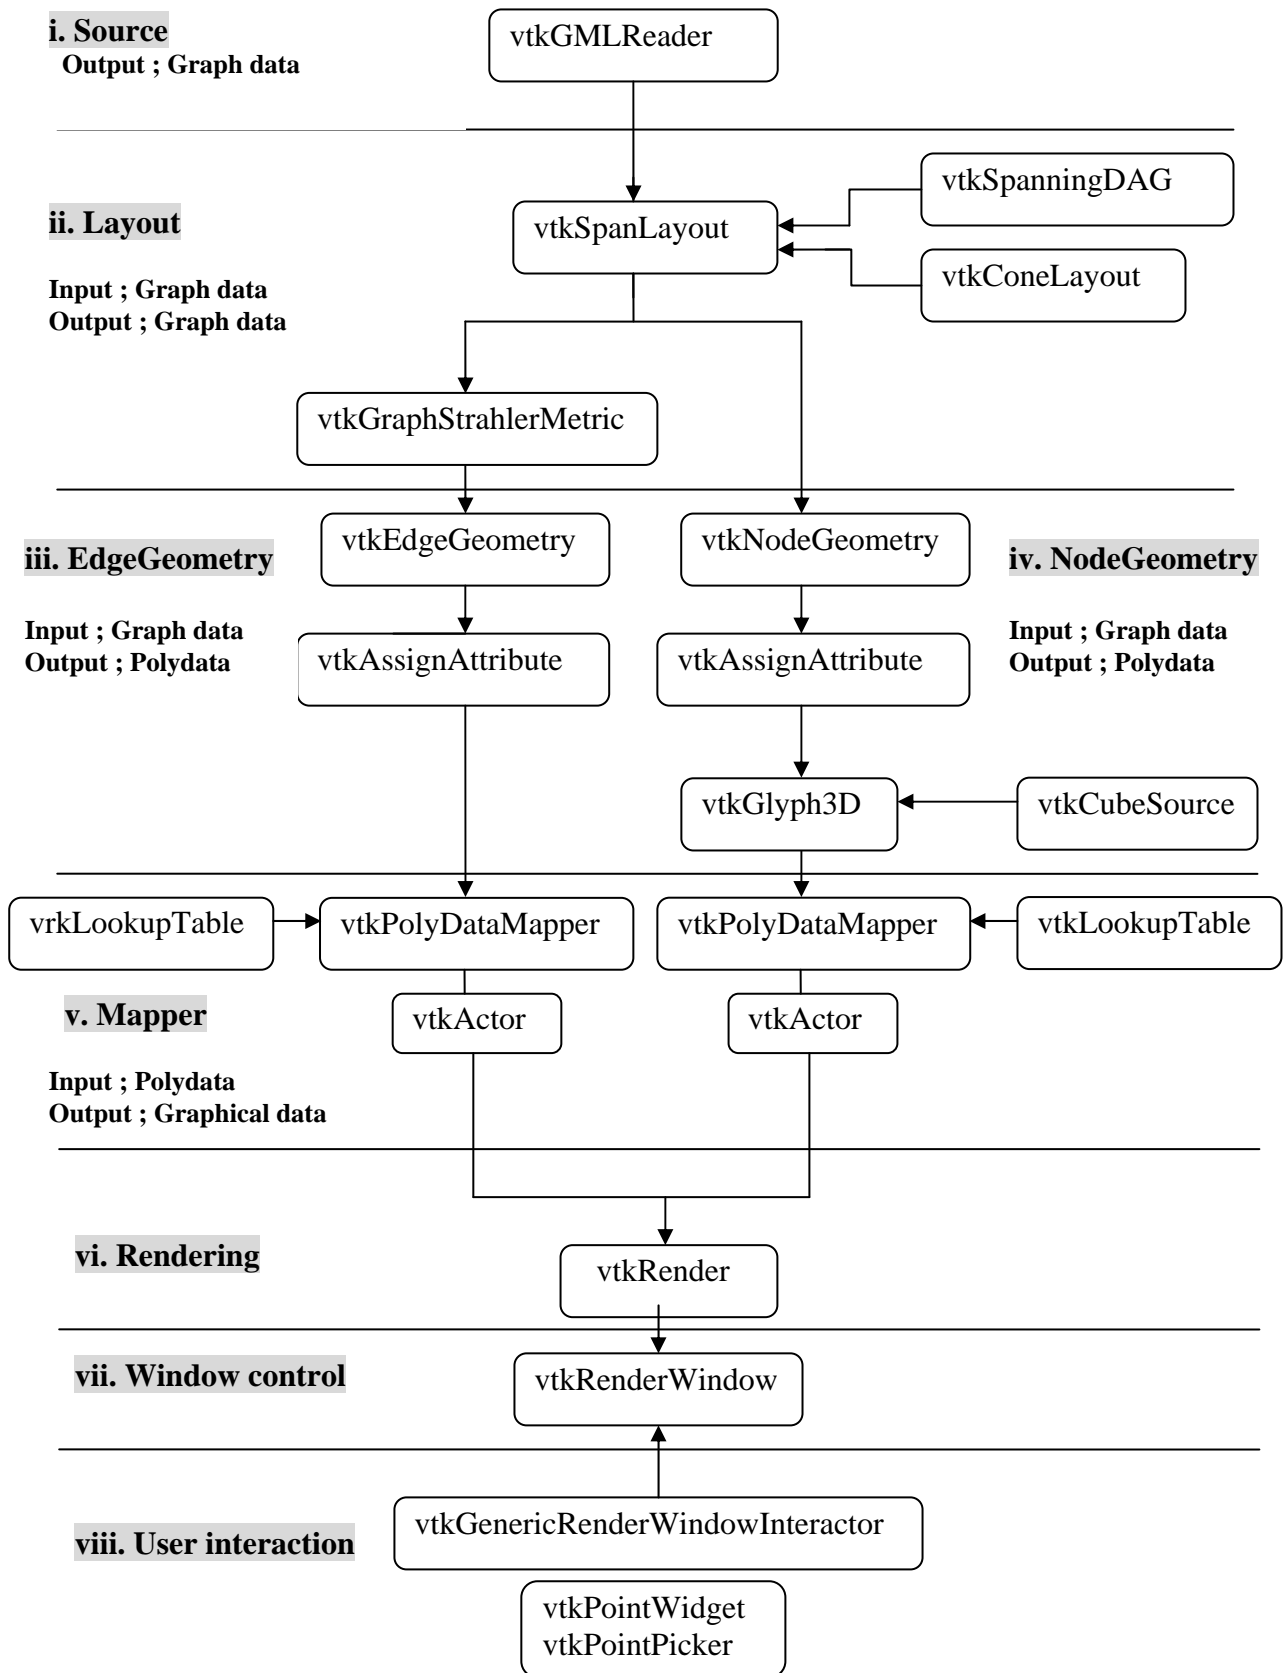 i. Source
Output ; Graph data
vtkGMLReader
ii. Layout
Input ; Graph data
Output ; Graph data
vtkSpanLayout
vtkSpanningDAG
vtkConeLayout
vtkGraphStrahlerMetric
iii. EdgeGeometry
Input ; Graph data
Output ; Polydata
vtkEdgeGeometry
vtkNodeGeometry
iv. NodeGeometry
Input ; Graph data
Output ; Polydata
vtkAssignAttribute
vtkAssignAttribute
vtkGlyph3D
vtkCubeSource
vrkLookupTable
vtkPolyDataMapper
vtkPolyDataMapper
vtkLookupTable
v. Mapper
Input ; Polydata
Output ; Graphical data
vtkActor
vtkActor
vi. Rendering
vtkRender
vii. Window control
vtkRenderWindow
viii. User interaction
vtkGenericRenderWindowInteractor
vtkPointWidget
vtkPointPicker